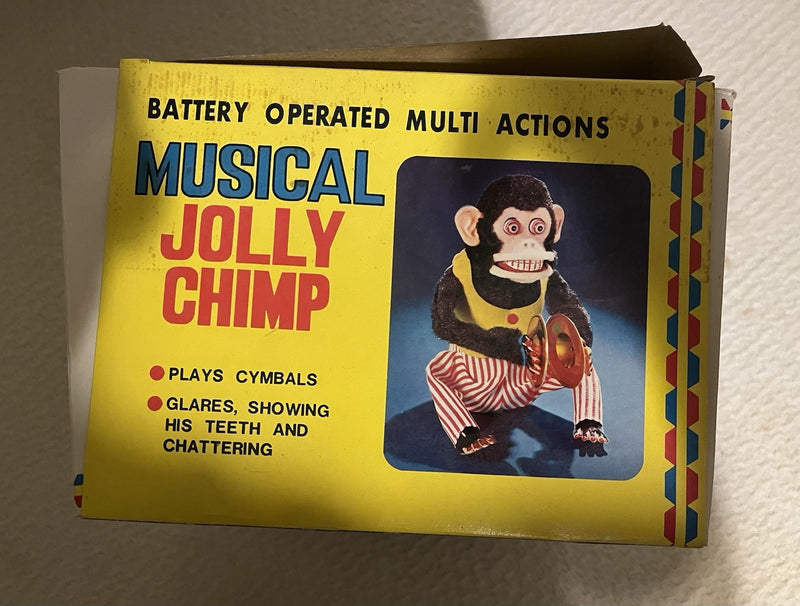 BATTERY OPERATED MULTI ACTIONS
MUSICAL
JOLLY
CHIMP
PLAYS CYMBALS
GLARES, SHOWING
HIS TEETH AND
CHATTERING